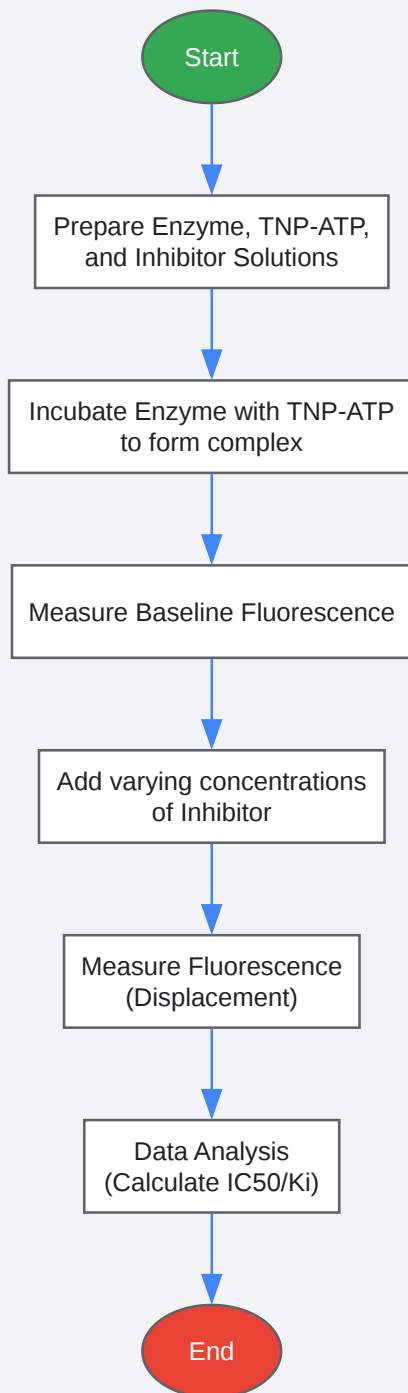 Start
Prepare Enzyme, TNP-ATP,
and Inhibitor Solutions
Incubate Enzyme with TNP-ATP
to form complex
Measure Baseline Fluorescence
Add varying concentrations
of Inhibitor
Measure Fluorescence
(Displacement)
Data Analysis
(Calculate IC50/Ki)
End